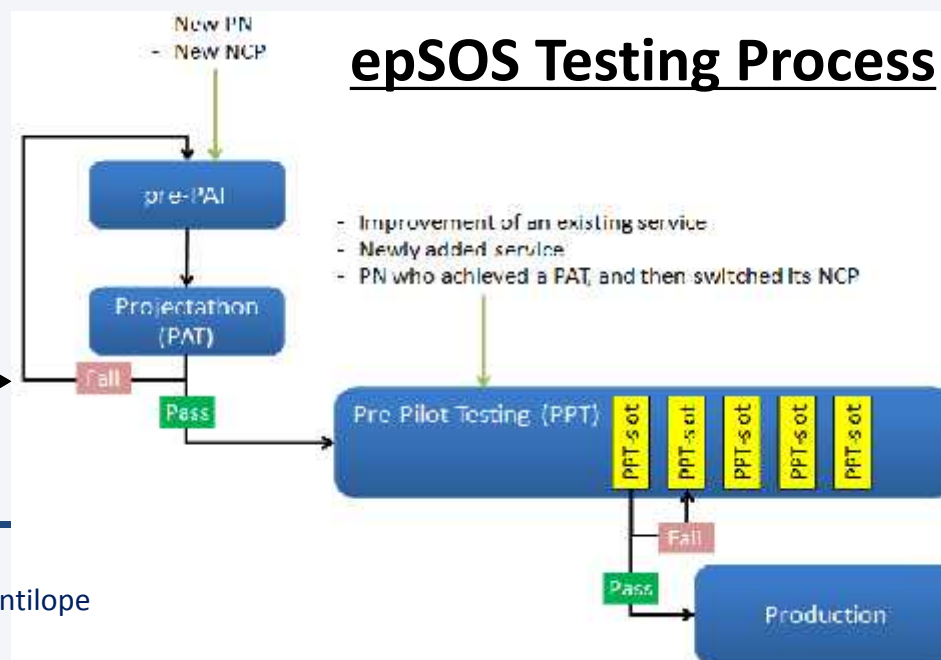 New PN
- New NCP
epSOS Testing Process
pre-PAT
- Improvement of an existing service
- Newly added service
- PN who achieved a PAT, and then switched its NCP
Projectathon
(PAT)
Fail
Pass
Pre Pilot Testing (PPT)
PPT-slot
PPT-slot
PPT-slot
PPT-slot
PPT-slot
Fail
Pass
Production
ntilope